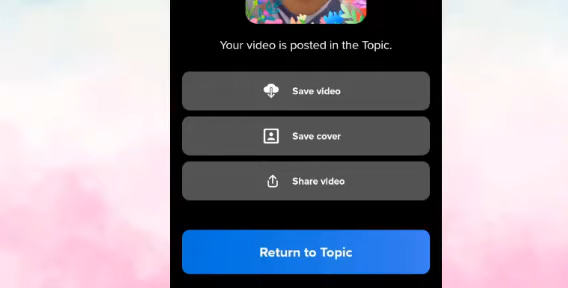 Your video is posted in the Topic.
Save video
Save cover
Share video
Return to Topic